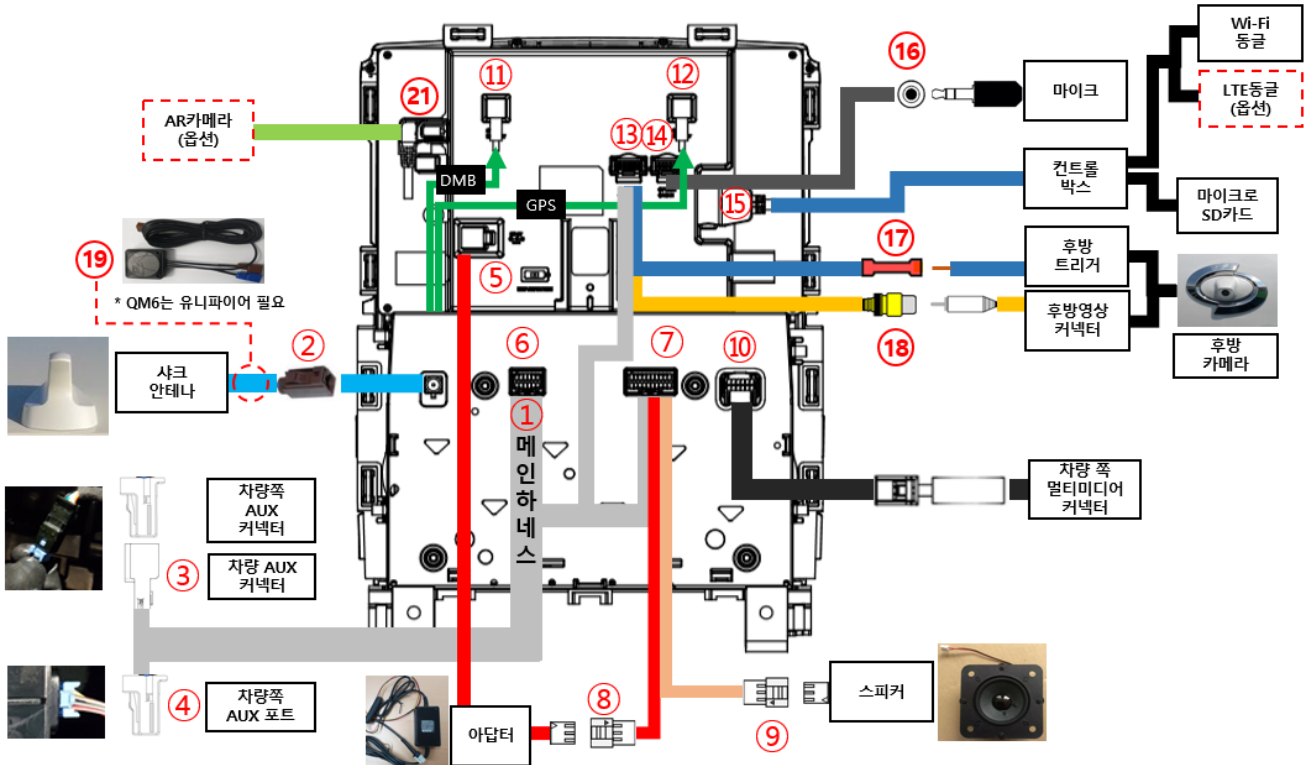 Wi-Fi
동글
LTE동글
(옵션)
마이크
⑯
⑪
⑫
㉑
AR카메라
(옵션)
⑬
⑭
DMB
GPS
⑮
컨트롤
박스
마이크로
SD카드
⑲
* QM6는 유니파이어 필요
⑤
⑰
후방
트리거
후방영상
커넥터
⑱
후방
카메라
②
⑥
⑦
⑩
샤크
안테나
①
메
인
하
네
스
차량쪽
AUX
커넥터
차량 쪽
멀티미디어
커넥터
③
차량 AUX
커넥터
④
차량쪽
AUX 포트
아답터
⑧
⑨
스피커